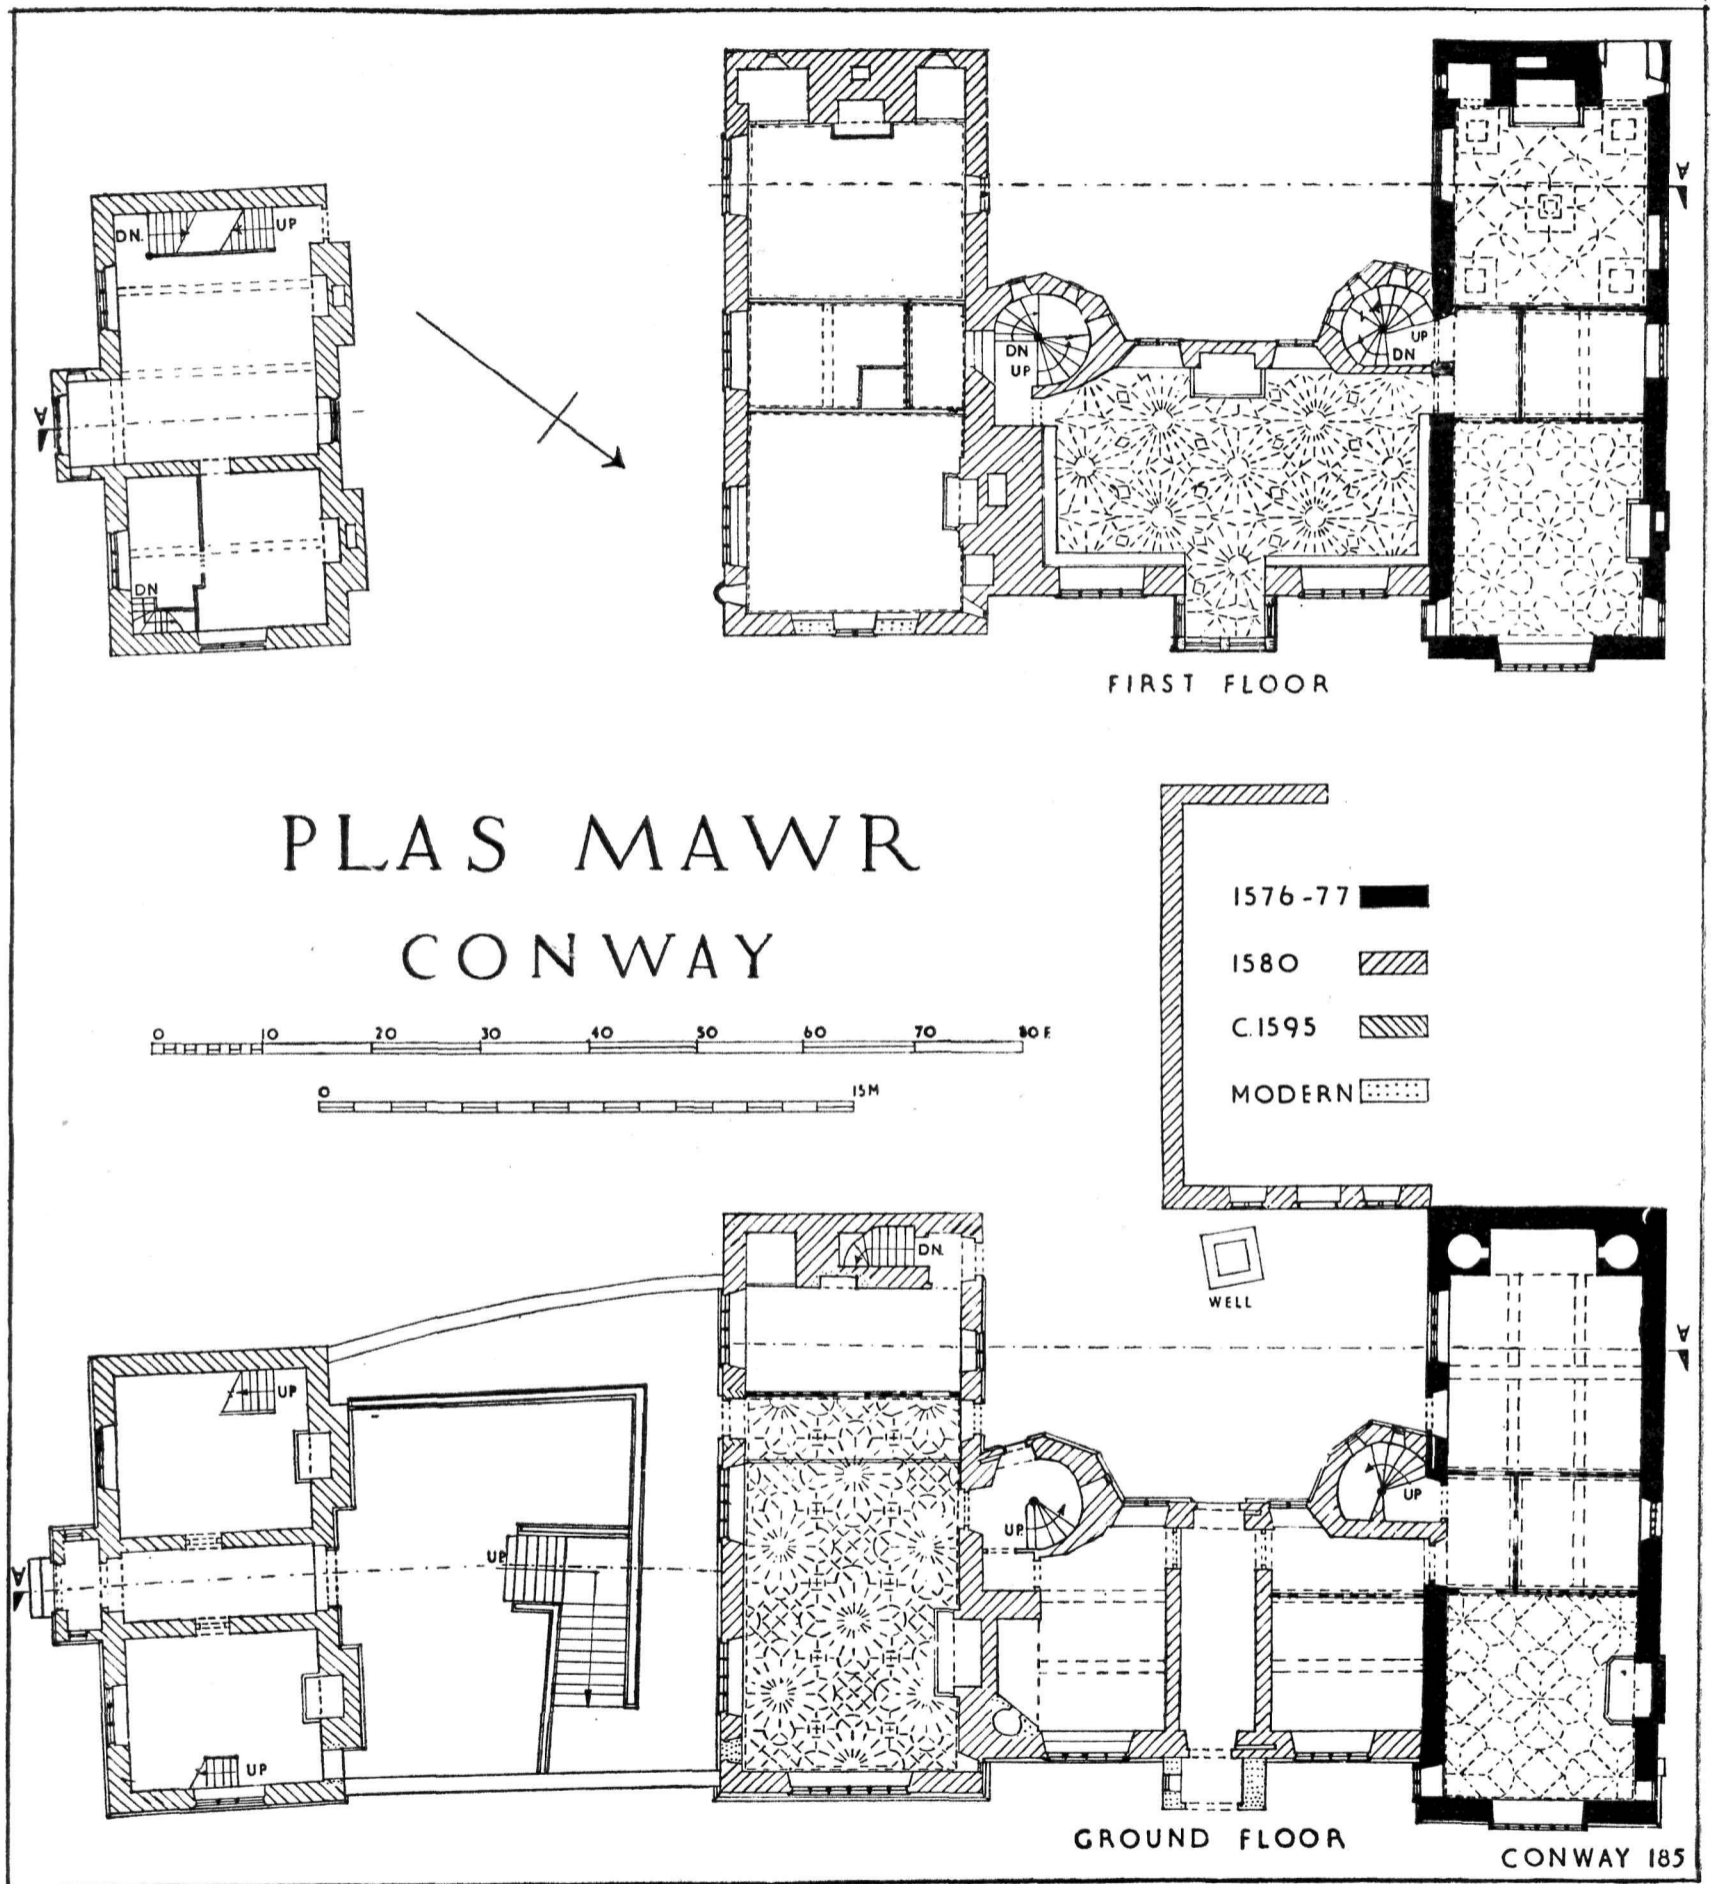 DN. UP
A
A
DN
DN
UP
UP
DN
FIRST FLOOR
PLAS MAWR
CONWAY
0 10 20 30 40 50 60 70 80 F.
0 15M
1576-77
1580
C.1595
MODERN
WELL
DN.
UP
A
A
UP
UP
UP
UP
GROUND FLOOR
CONWAY 185